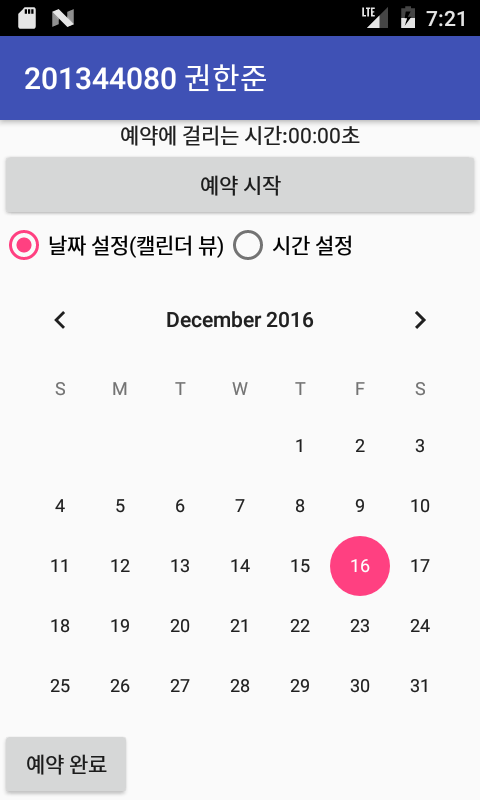 LTE 7:21
201344080 권한준
예약에 걸리는 시간:00:00초
예약 시작
날짜 설정(캘린더 뷰) 시간 설정
December 2016
S M T W T F S
1 2 3
4 5 6 7 8 9 10
11 12 13 14 15 16 17
18 19 20 21 22 23 24
25 26 27 28 29 30 31
예약 완료